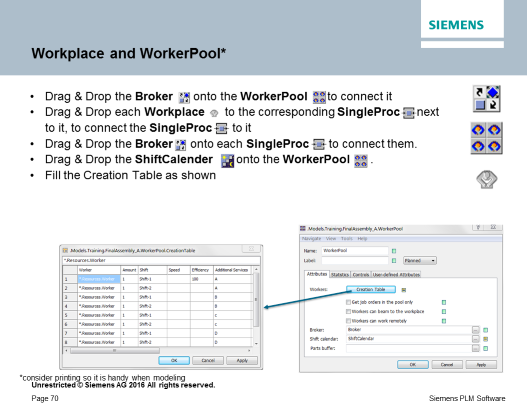 SIEMENS
Workplace and WorkerPool*
• Drag & Drop the Broker onto the WorkerPool to connect it
• Drag & Drop each Workplace to the corresponding SingleProc next
to it, to connect the SingleProc to it
• Drag & Drop the Broker onto each SingleProc to connect them.
• Drag & Drop the ShiftCalender onto the WorkerPool .
• Fill the Creation Table as shown
.Models.Training.FinalAssembly_A.WorkerPool.CreationTable
*.Resources.Worker
Worker Amount Shift Speed Efficiency Additional Services
1 *.Resources.Worker 1 Shift-1 100 A
2 *.Resources.Worker 1 Shift-2 A
3 *.Resources.Worker 1 Shift-1 B
4 *.Resources.Worker 1 Shift-2 B
5 *.Resources.Worker 1 Shift-1 C
6 *.Resources.Worker 1 Shift-2 C
7 *.Resources.Worker 1 Shift-1 D
8 *.Resources.Worker 1 Shift-2 D
OK Cancel Apply
.Models.Training.FinalAssembly_A.WorkerPool
Navigate View Tools Help
Name: WorkerPool
Label: Planned
Attributes Statistics Controls User-defined Attributes
Workers: Creation Table
Get job orders in the pool only
Workers can beam to the workplace
Workers can work remotely
Broker: Broker
Shift calendar: ShiftCalendar
Parts buffer:
OK Cancel Apply
*consider printing so it is handy when modeling
Unrestricted © Siemens AG 2016 All rights reserved.
Page 70 Siemens PLM Software